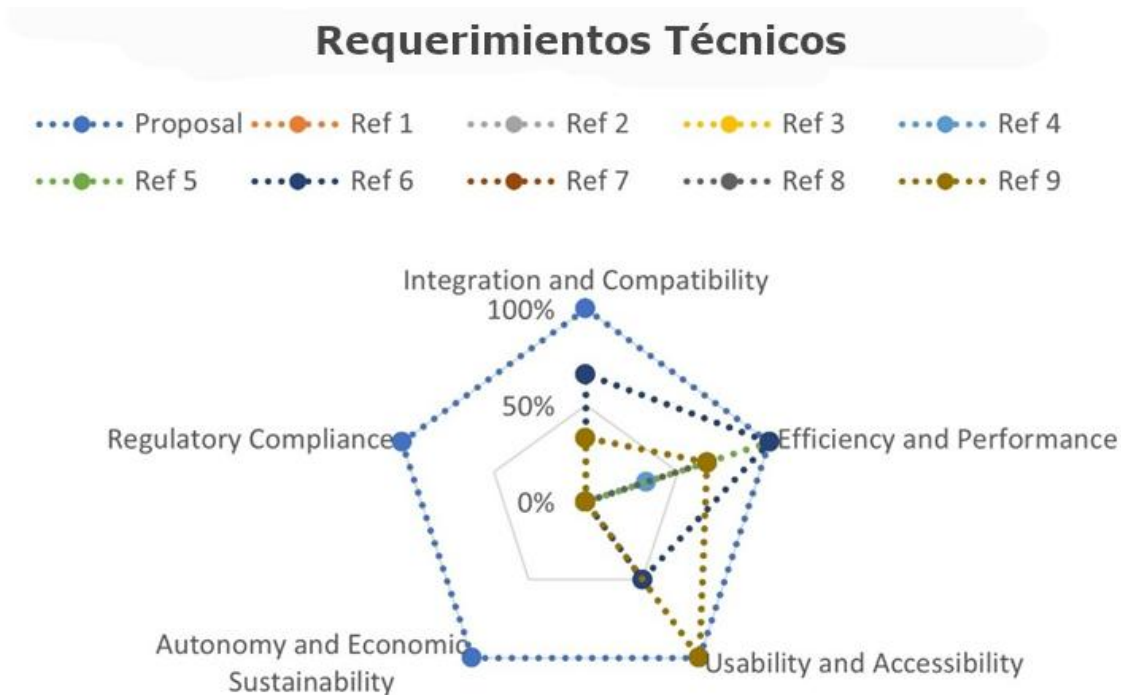 Requerimientos Técnicos
Proposal Ref 1 Ref 2 Ref 3 Ref 4
Ref 5 Ref 6 Ref 7 Ref 8 Ref 9
Integration and Compatibility
100%
50%
Regulatory Compliance
Efficiency and Performance
0%
Autonomy and Economic
Sustainability
Usability and Accessibility